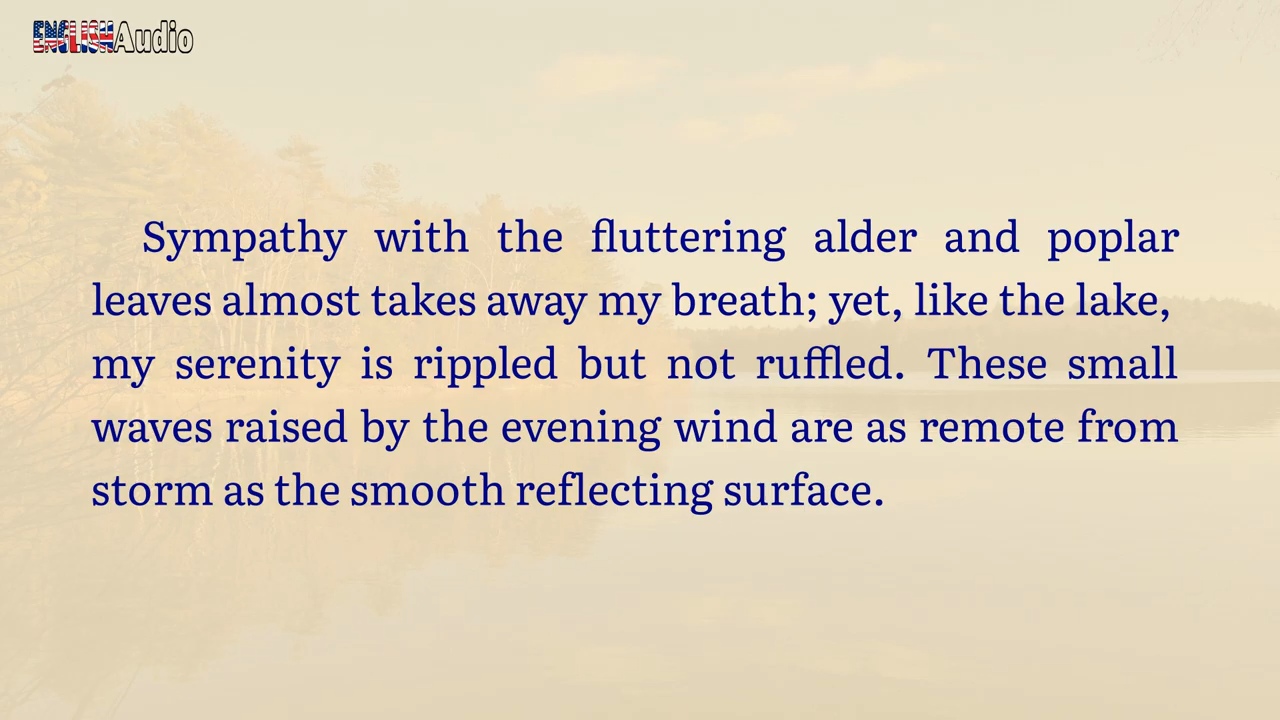 ENGLISHAudio
Sympathy with the fluttering alder and poplar
leaves almost takes away my breath; yet, like the lake,
my serenity is rippled but not ruffled. These small
waves raised by the evening wind are as remote from
storm as the smooth reflecting surface.